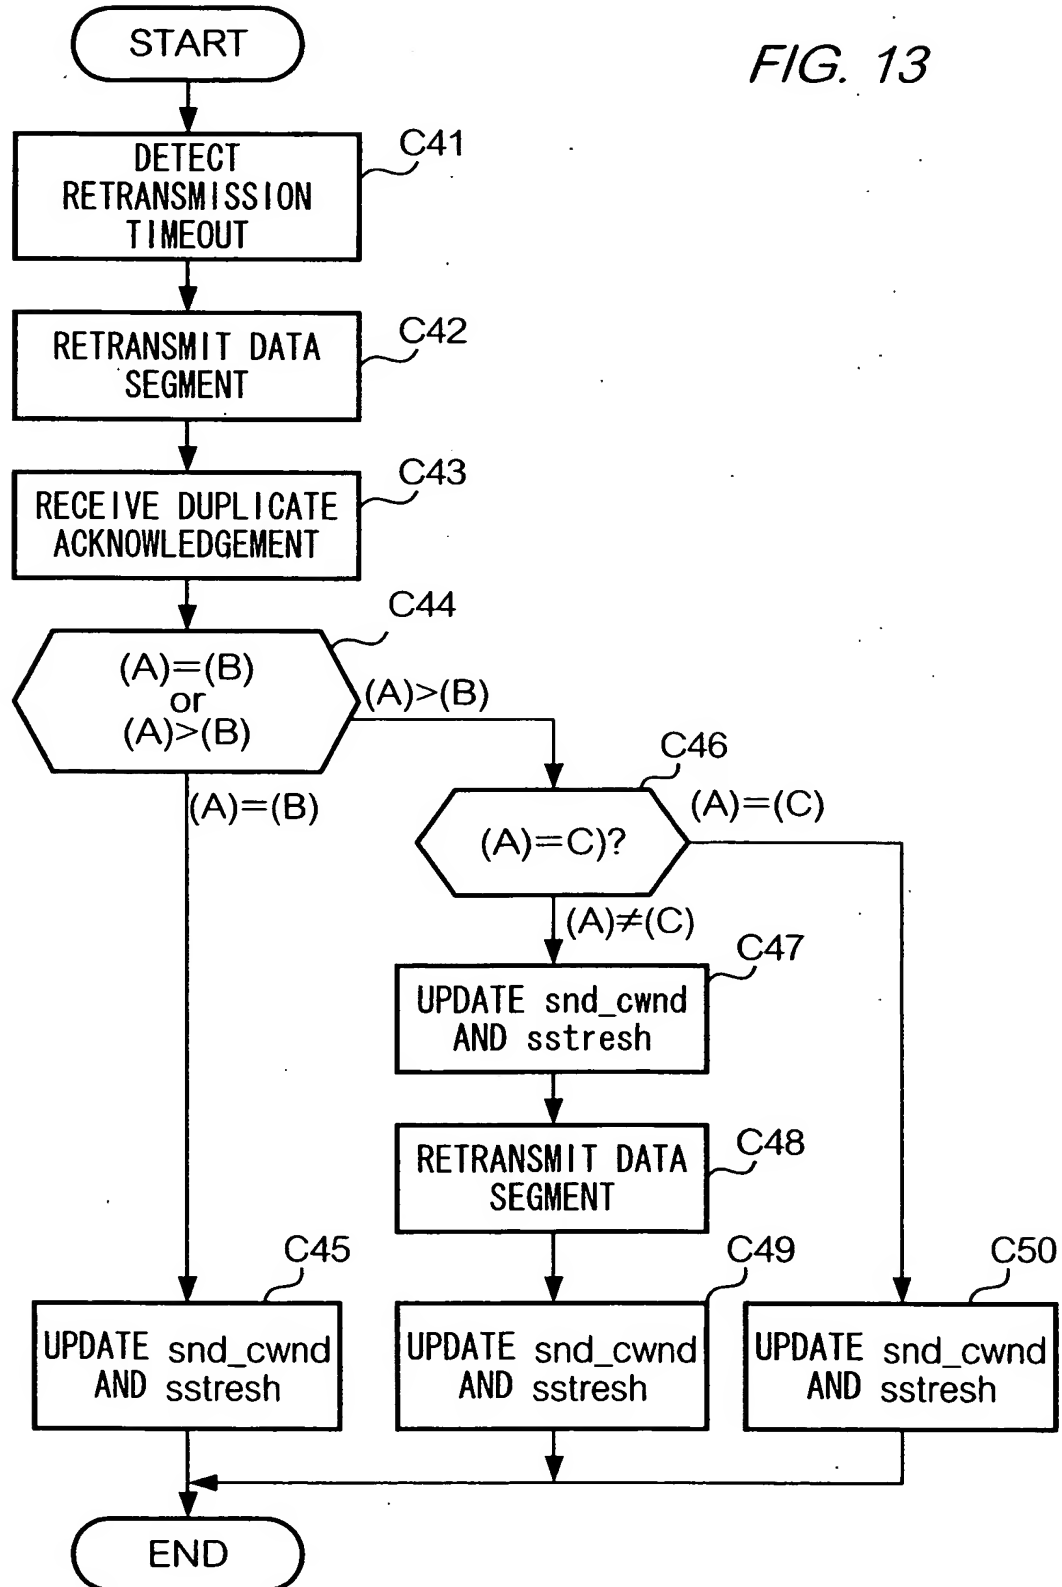 START
FIG. 13
C41
DETECT
RETRANSMISSION
TIMEOUT
C42
RETRANSMIT DATA
SEGMENT
C43
RECEIVE DUPLICATE
ACKNOWLEDGEMENT
C44
(A)=(B)
or
(A)>(B)
(A)>(B)
(A)=(B)
C46
(A)=C)?
(A)=(C)
(A)≠(C)
C47
UPDATE snd_cwnd
AND sstresh
C48
RETRANSMIT DATA
SEGMENT
C45
UPDATE snd_cwnd
AND sstresh
C49
UPDATE snd_cwnd
AND sstresh
C50
UPDATE snd_cwnd
AND sstresh
END